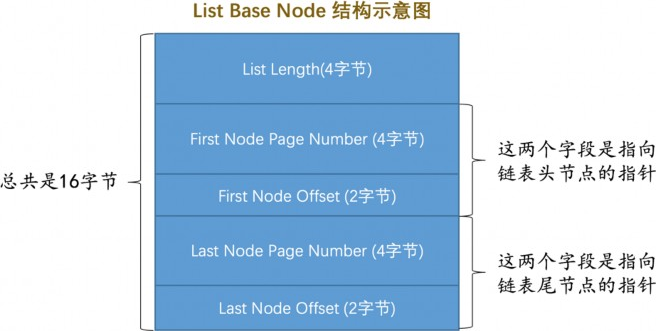 List Base Node 结构示意图
List Length(4字节)
First Node Page Number (4字节)
First Node Offset (2字节)
Last Node Page Number (4字节)
Last Node Offset (2字节)
总共是16字节
这两个字段是指向
链表头节点的指针
这两个字段是指向
链表尾节点的指针